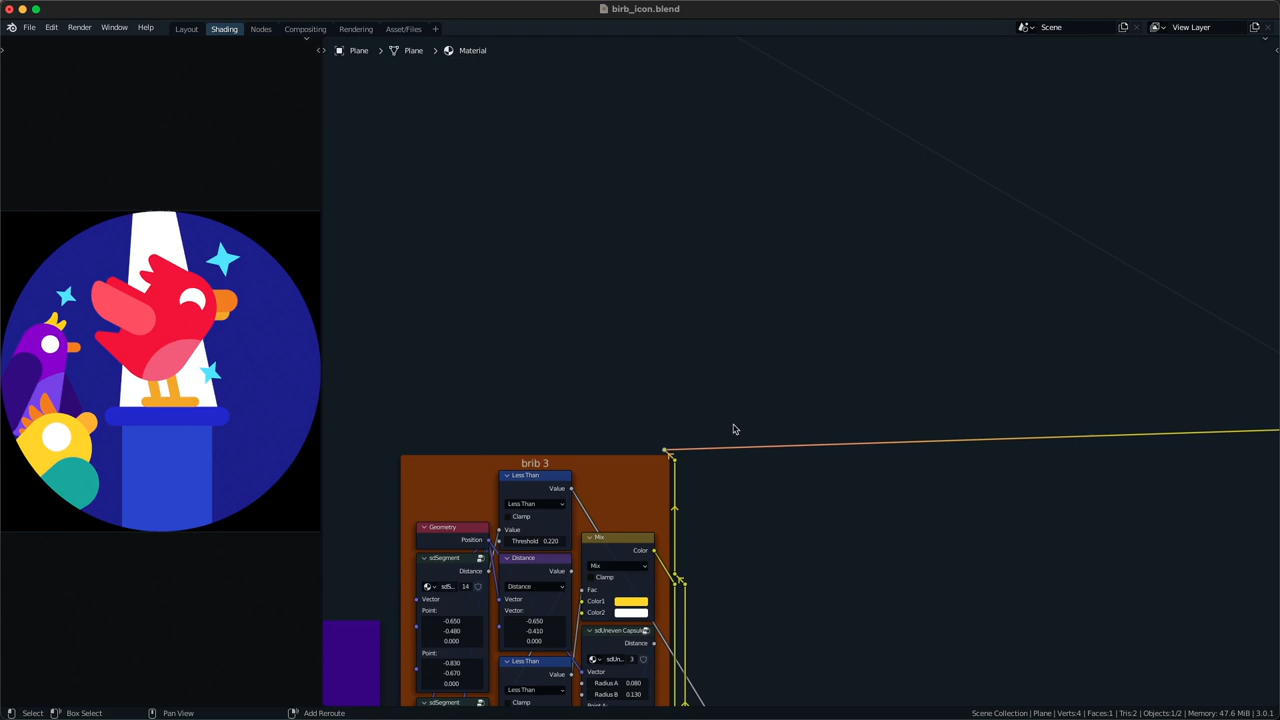 birb_icon.blend
File Edit Render Window Help Layout Shading Nodes Compositing Rendering Asset/Files + Scene View Layer
Plane > Plane > Material
brib 3
Less Than
Value
Less Than
Clamp
Value
Threshold 0.220
Geometry
Position
sdSegment
Distance
sdS... 14
Vector
Point:
-0.650
-0.480
0.000
Point:
-0.830
-0.670
0.000
sdSegment
Distance
Value
Distance
Vector
Vector:
-0.650
-0.410
0.000
Less Than
Value
Less Than
Clamp
Mix
Color
Mix
Clamp
Fac
Color1
Color2
sdUneven Capsule
Distance
sdUn... 3
Vector
Radius A 0.080
Radius B 0.130
Select Box Select Pan View Add Reroute Scene Collection | Plane | Verts:4 | Faces:1 | Tris:2 | Objects:1/2 | Memory: 47.6 MiB | 3.0.1